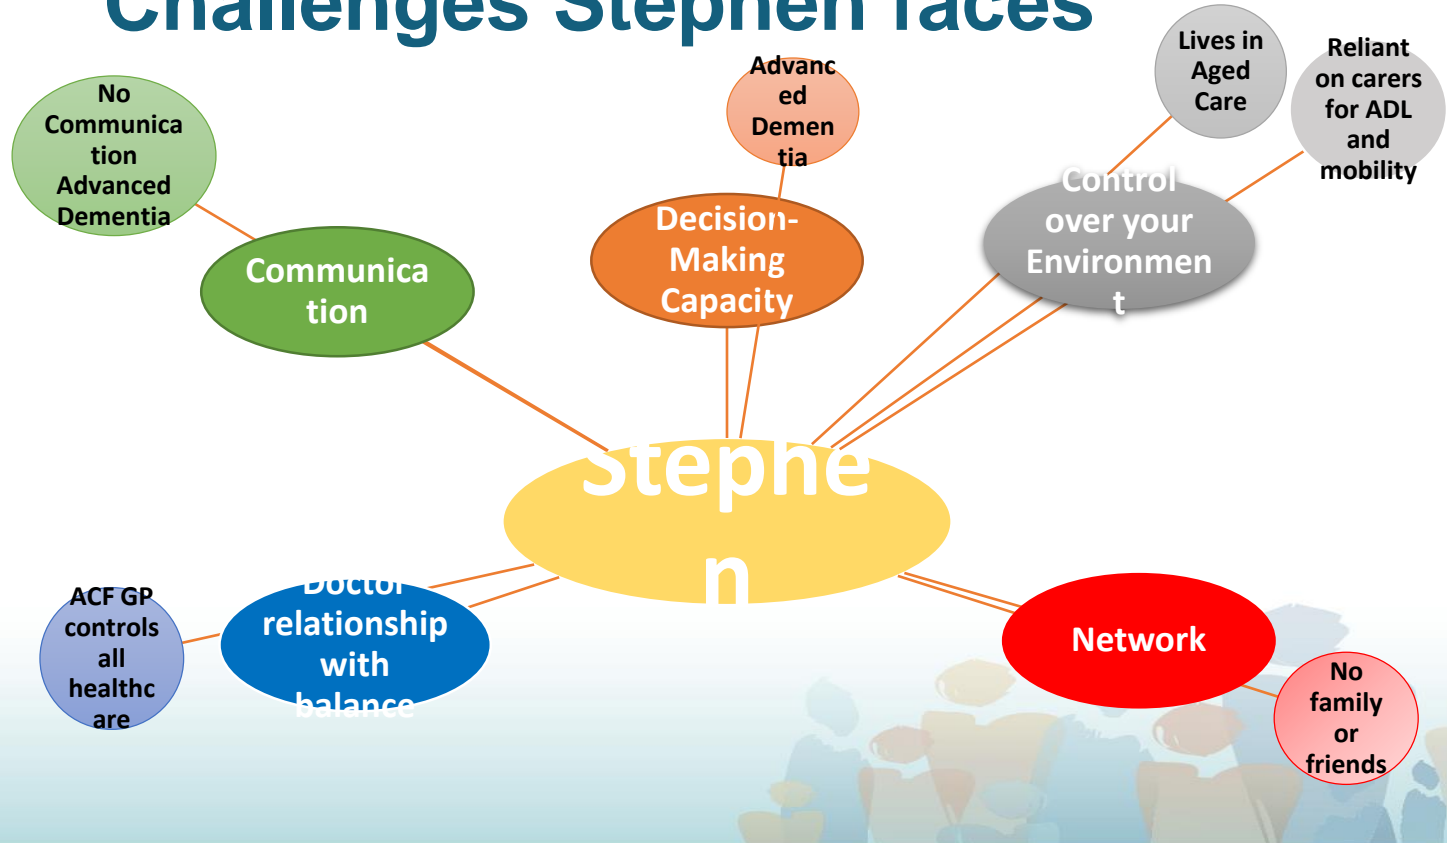 Challenges Stephen faces
No
Communica
tion
Advanced
Dementia
Communica
tion
Advanc
ed
Demen
tia
Decision-
Making
Capacity
Lives in
Aged
Care
Reliant
on carers
for ADL
and
mobility
Control
over your
Environmen
t
Stephe
n
ACF GP
controls
all
healthc
are
Doctor
relationship
with
balance
Network
No
family
or
friends